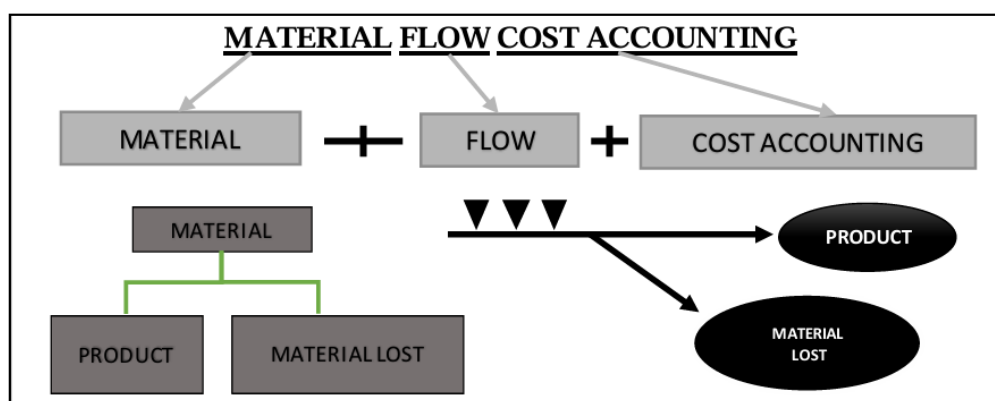 MATERIAL FLOW COST ACCOUNTING
MATERIAL
FLOW
COST ACCOUNTING
MATERIAL
PRODUCT
MATERIAL LOST
PRODUCT
MATERIAL
LOST